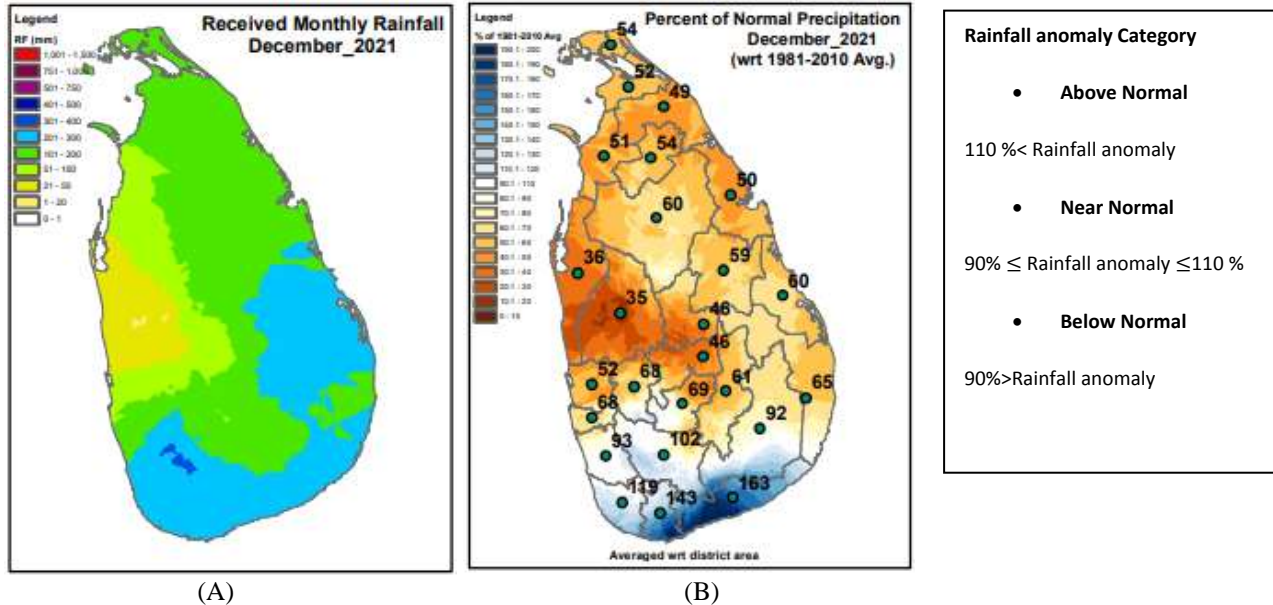 Legend
RF (mm)
1,001 - 1,500
751 - 1,000
501 - 750
401 - 500
301 - 400
201 - 300
101 - 200
51 - 100
21 - 50
1 - 20
0 - 1
Received Monthly Rainfall
December_2021
(A)
Legend
% of 1981-2010 Avg
Percent of Normal Precipitation
December_2021
(wrt 1981-2010 Avg.)
54
52
49
51
54
50
60
36
59
60
35
46
46
52
68
69
61
65
68
92
93
102
119
143
163
Averaged wrt district area
(B)
Rainfall anomaly Category
• Above Normal
110 %< Rainfall anomaly
• Near Normal
90% ≤ Rainfall anomaly ≤110 %
• Below Normal
90%>Rainfall anomaly